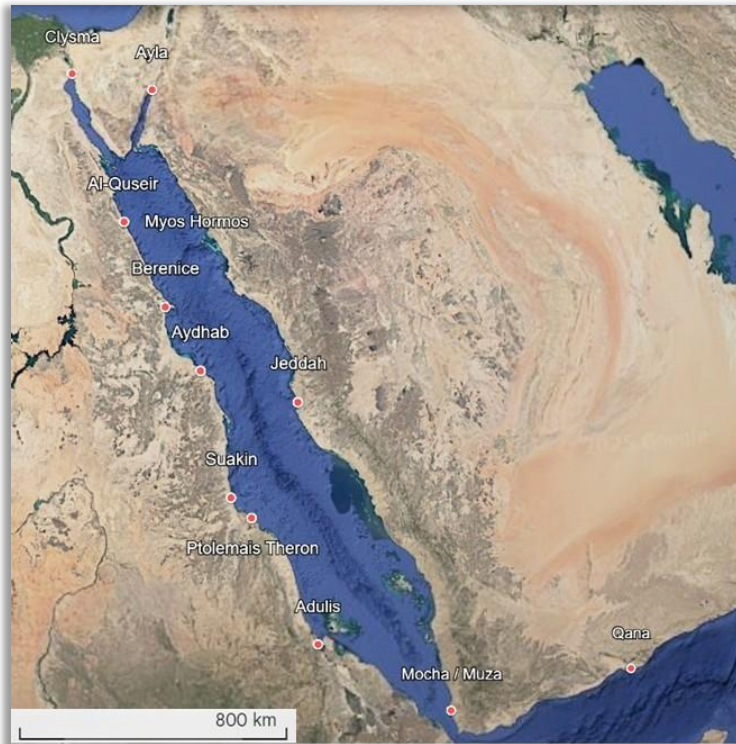 Clysma
Ayla
Al-Quseir
Myos Hormos
Berenice
Aydhab
Jeddah
Suakin
Ptolemais Theron
Adulis
Qana
Mocha / Muza
800 km